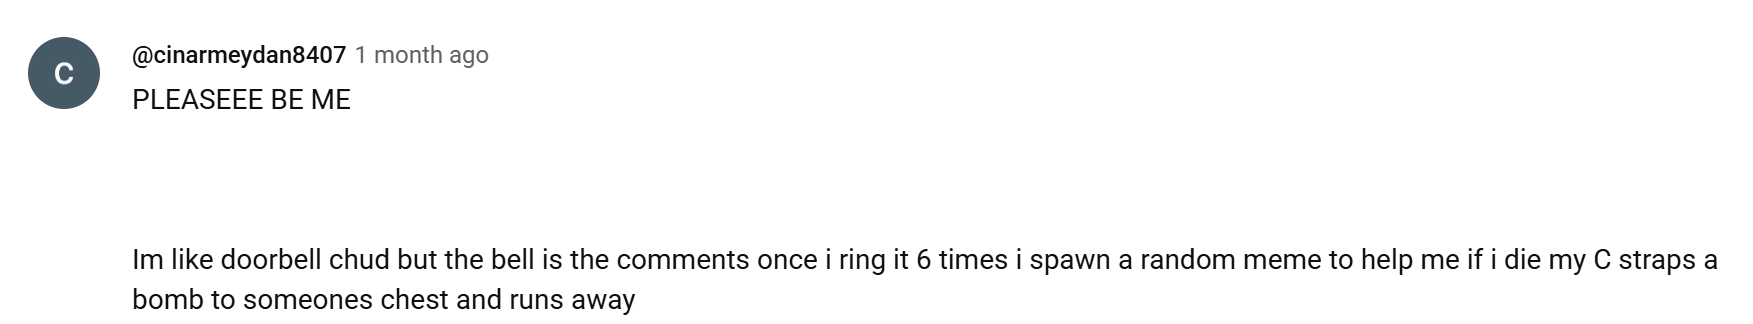 C
@cinarmeydan8407 1 month ago
PLEASEEE BE ME
Im like doorbell chud but the bell is the comments once i ring it 6 times i spawn a random meme to help me if i die my C straps a
bomb to someones chest and runs away